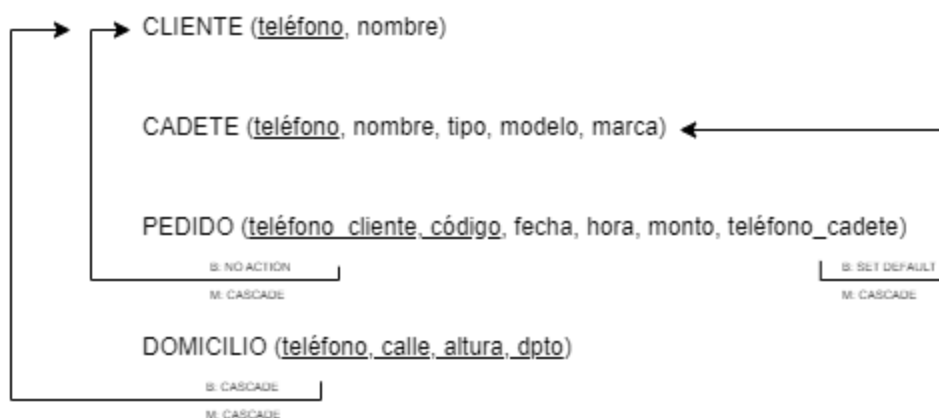 CLIENTE (teléfono, nombre)
CADETE (teléfono, nombre, tipo, modelo, marca)
PEDIDO (teléfono_cliente, código, fecha, hora, monto, teléfono_cadete)
B: NO ACTION
B: SET DEFAULT
M: CASCADE
M: CASCADE
DOMICILIO (teléfono, calle, altura, dpto)
B: CASCADE
M: CASCADE